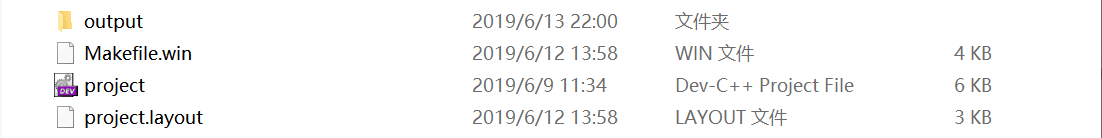 output 2019/6/13 22:00 文件夹
Makefile.win 2019/6/12 13:58 WIN 文件 4 KB
DEV project 2019/6/9 11:34 Dev-C++ Project File 6 KB
project.layout 2019/6/12 13:58 LAYOUT 文件 3 KB